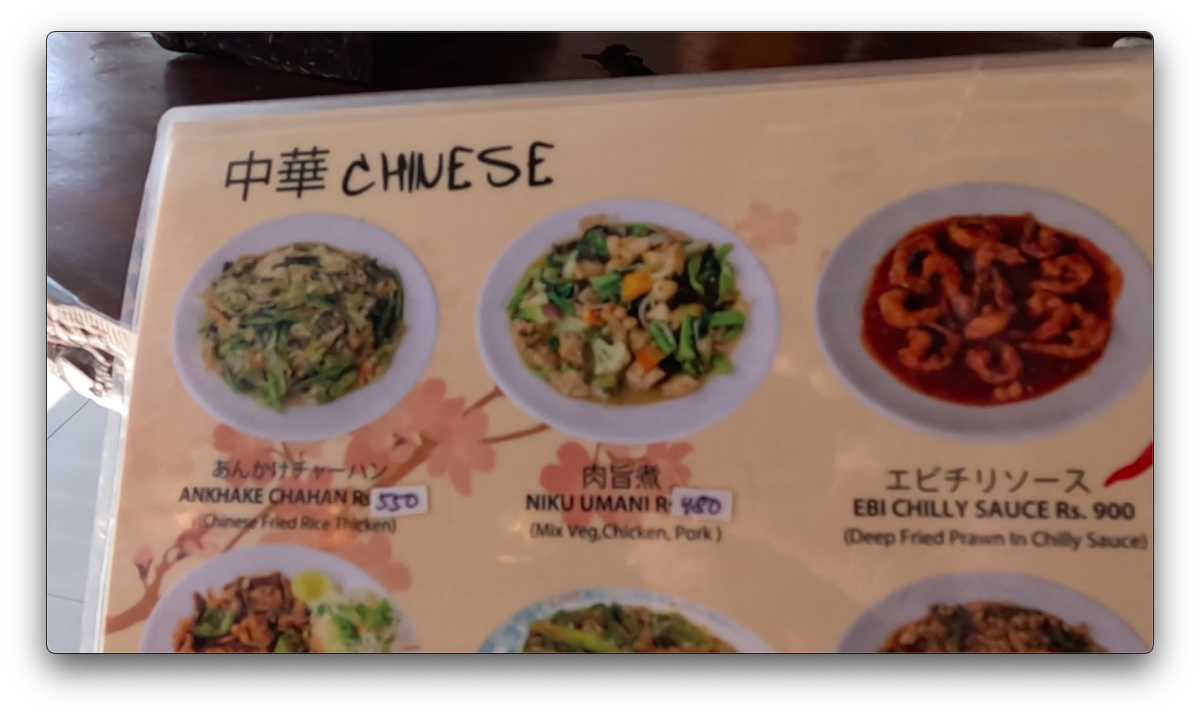 中華 CHINESE
あんかけチャーハン
ANKHAKE CHAHAN Rs 550
(Chinese Fried Rice Thicken)
肉旨煮
NIKU UMANI R 480
(Mix Veg,Chicken, Pork )
エビチリソース
EBI CHILLY SAUCE Rs. 900
(Deep Fried Prawn In Chilly Sauce)